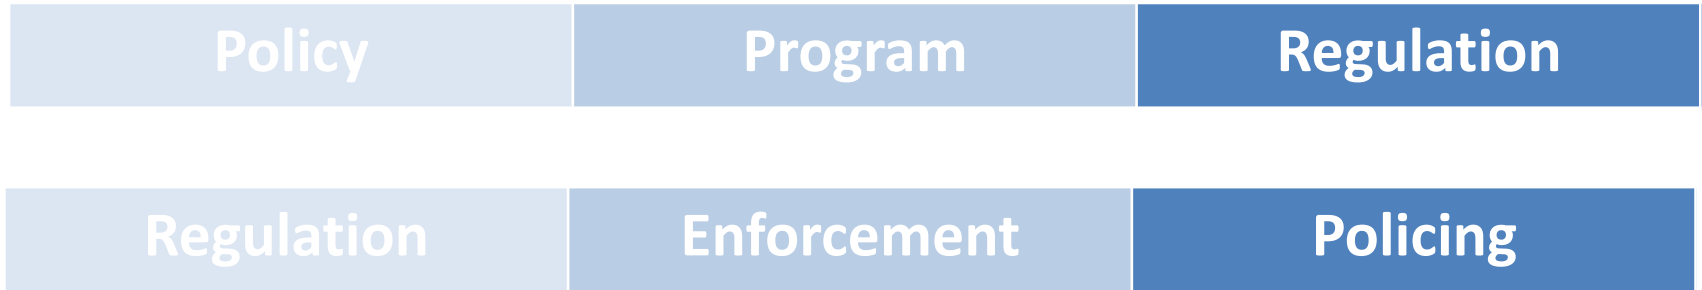 Policy Program Regulation
Regulation Enforcement Policing